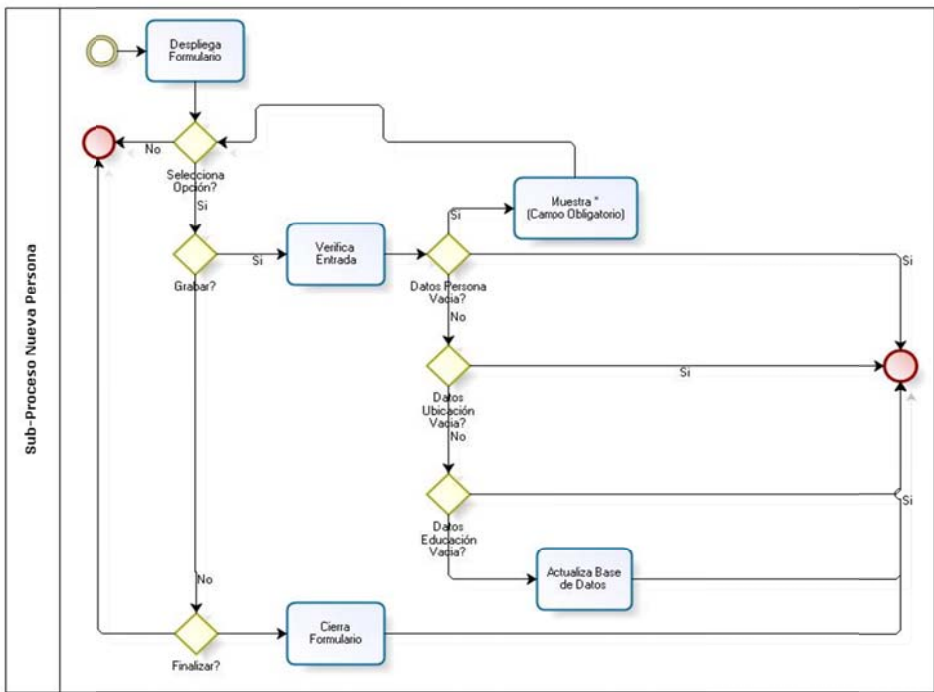 Sub-Proceso Nueva Persona
Despliega
Formulario
No
Selecciona
Opción?
Si
Muestra *
(Campo Obligatorio)
Si
Grabar?
Si
Verifica
Entrada
Datos Persona
Vacia?
Si
No
Datos
Ubicación
Vacia?
Si
No
Datos
Educación
Vacia?
Si
Actualiza Base
de Datos
No
Finalizar?
Cierra
Formulario